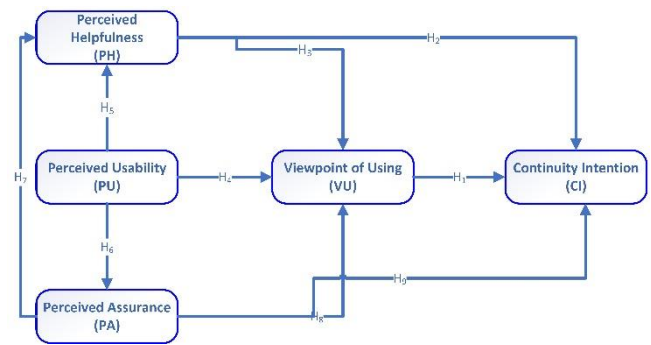 Perceived
Helpfulness
(PH)
H₂
H₃
H₅
Perceived Usability
(PU)
H₄
Viewpoint of Using
(VU)
H₁
Continuity Intention
(CI)
H₇
H₆
H₉
Perceived Assurance
(PA)
H₈